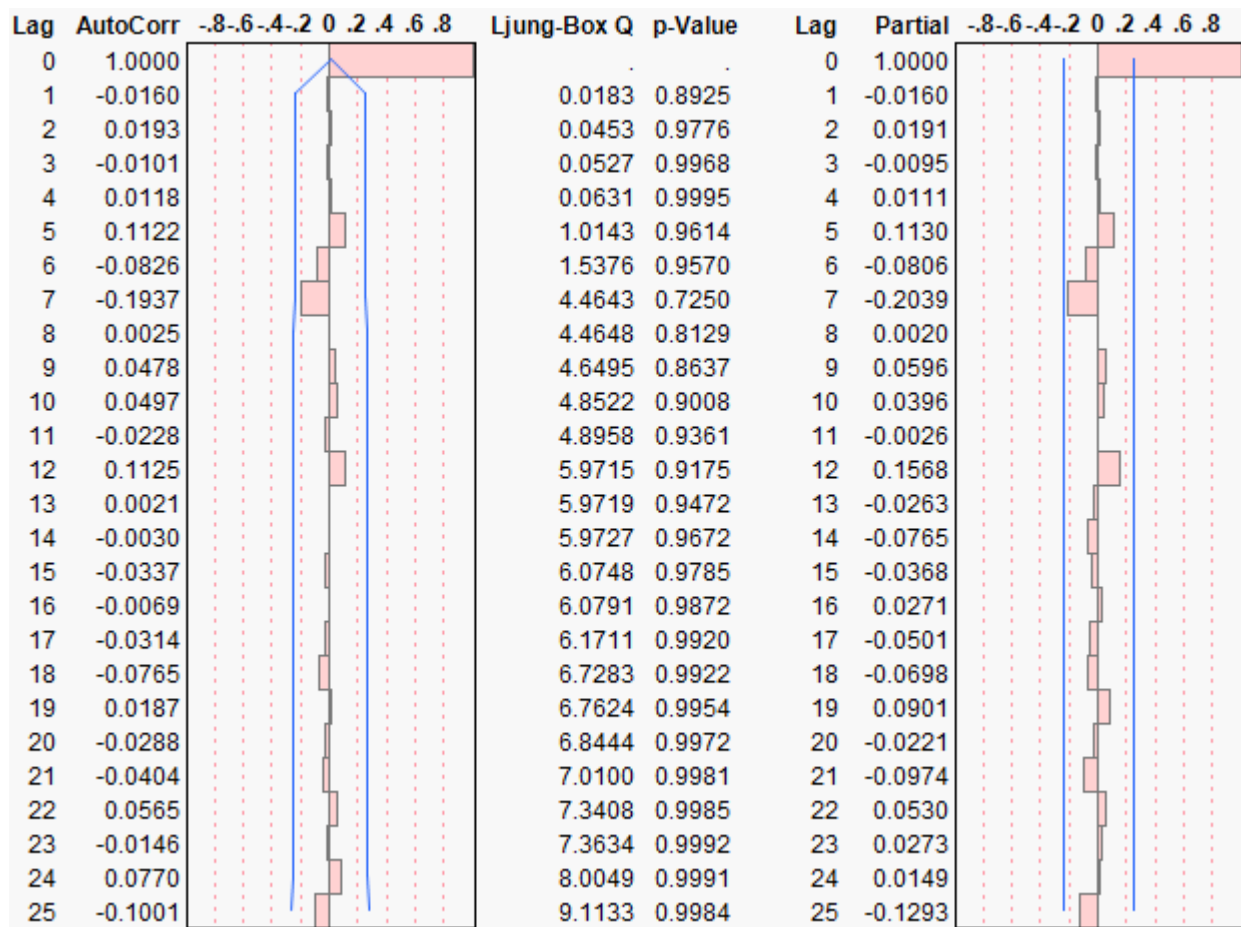 Lag AutoCorr -.8-.6-.4-.2 0 .2 .4 .6 .8 Ljung-Box Q p-Value Lag Partial -.8-.6-.4-.2 0 .2 .4 .6 .8
0 1.0000 . . 0 1.0000
1 -0.0160 0.0183 0.8925 1 -0.0160
2 0.0193 0.0453 0.9776 2 0.0191
3 -0.0101 0.0527 0.9968 3 -0.0095
4 0.0118 0.0631 0.9995 4 0.0111
5 0.1122 1.0143 0.9614 5 0.1130
6 -0.0826 1.5376 0.9570 6 -0.0806
7 -0.1937 4.4643 0.7250 7 -0.2039
8 0.0025 4.4648 0.8129 8 0.0020
9 0.0478 4.6495 0.8637 9 0.0596
10 0.0497 4.8522 0.9008 10 0.0396
11 -0.0228 4.8958 0.9361 11 -0.0026
12 0.1125 5.9715 0.9175 12 0.1568
13 0.0021 5.9719 0.9472 13 -0.0263
14 -0.0030 5.9727 0.9672 14 -0.0765
15 -0.0337 6.0748 0.9785 15 -0.0368
16 -0.0069 6.0791 0.9872 16 0.0271
17 -0.0314 6.1711 0.9920 17 -0.0501
18 -0.0765 6.7283 0.9922 18 -0.0698
19 0.0187 6.7624 0.9954 19 0.0901
20 -0.0288 6.8444 0.9972 20 -0.0221
21 -0.0404 7.0100 0.9981 21 -0.0974
22 0.0565 7.3408 0.9985 22 0.0530
23 -0.0146 7.3634 0.9992 23 0.0273
24 0.0770 8.0049 0.9991 24 0.0149
25 -0.1001 9.1133 0.9984 25 -0.1293